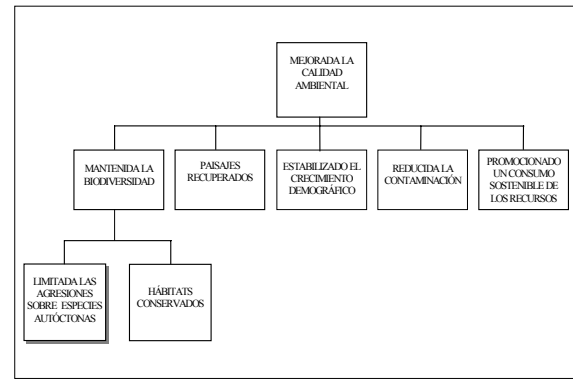 MEJORADA LA
CALIDAD
AMBIENTAL
MANTENIDA LA
BIODIVERSIDAD
PAISAJES
RECUPERADOS
ESTABILIZADO EL
CRECIMIENTO
DEMOGRÁFICO
REDUCIDA LA
CONTAMINACIÓN
PROMOCIONADO
UN CONSUMO
SOSTENIBLE DE
LOS RECURSOS
LIMITADA LAS
AGRESIONES
SOBRE ESPECIES
AUTÓCTONAS
HÁBITATS
CONSERVADOS